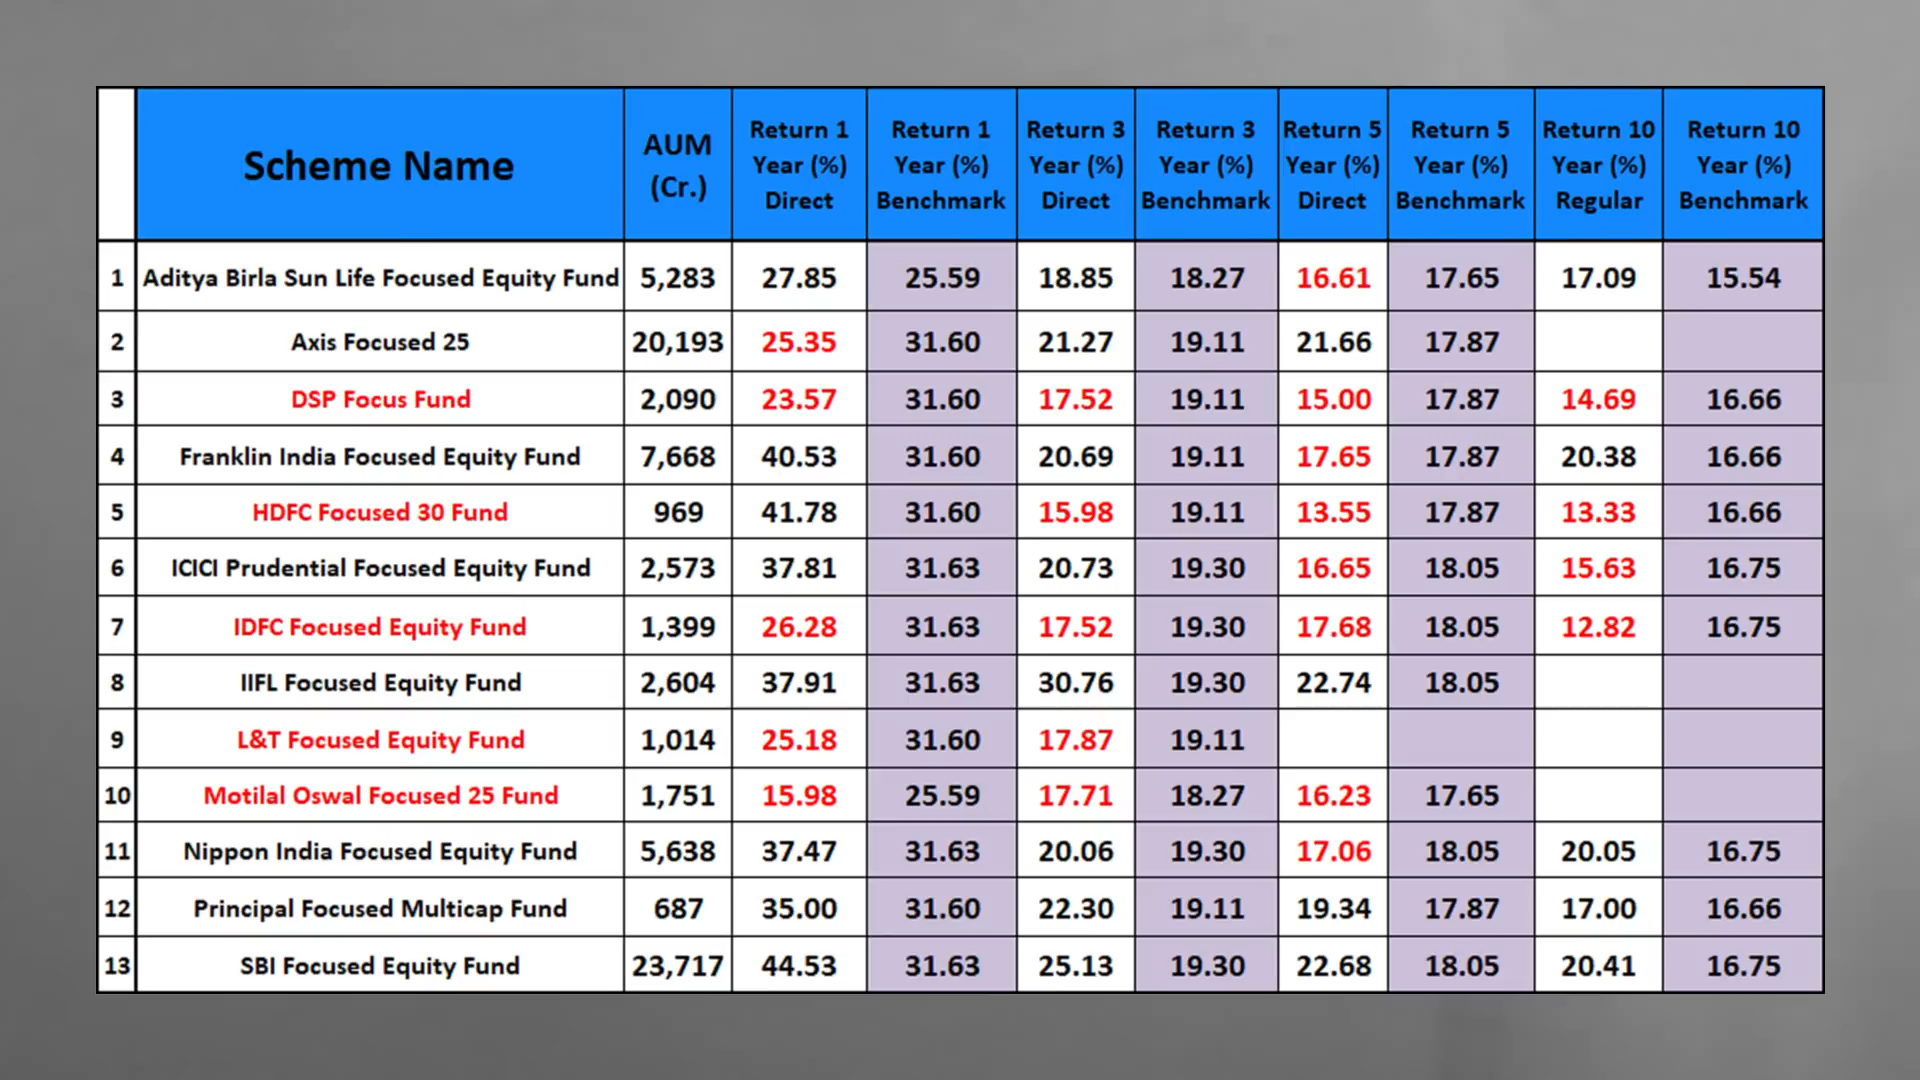 Scheme Name AUM (Cr.) Return 1 Year (%) Direct Return 1 Year (%) Benchmark Return 3 Year (%) Direct Return 3 Year (%) Benchmark Return 5 Year (%) Direct Return 5 Year (%) Benchmark Return 10 Year (%) Regular Return 10 Year (%) Benchmark
1 Aditya Birla Sun Life Focused Equity Fund 5,283 27.85 25.59 18.85 18.27 16.61 17.65 17.09 15.54
2 Axis Focused 25 20,193 25.35 31.60 21.27 19.11 21.66 17.87
3 DSP Focus Fund 2,090 23.57 31.60 17.52 19.11 15.00 17.87 14.69 16.66
4 Franklin India Focused Equity Fund 7,668 40.53 31.60 20.69 19.11 17.65 17.87 20.38 16.66
5 HDFC Focused 30 Fund 969 41.78 31.60 15.98 19.11 13.55 17.87 13.33 16.66
6 ICICI Prudential Focused Equity Fund 2,573 37.81 31.63 20.73 19.30 16.65 18.05 15.63 16.75
7 IDFC Focused Equity Fund 1,399 26.28 31.63 17.52 19.30 17.68 18.05 12.82 16.75
8 IIFL Focused Equity Fund 2,604 37.91 31.63 30.76 19.30 22.74 18.05
9 L&T Focused Equity Fund 1,014 25.18 31.60 17.87 19.11
10 Motilal Oswal Focused 25 Fund 1,751 15.98 25.59 17.71 18.27 16.23 17.65
11 Nippon India Focused Equity Fund 5,638 37.47 31.63 20.06 19.30 17.06 18.05 20.05 16.75
12 Principal Focused Multicap Fund 687 35.00 31.60 22.30 19.11 19.34 17.87 17.00 16.66
13 SBI Focused Equity Fund 23,717 44.53 31.63 25.13 19.30 22.68 18.05 20.41 16.75